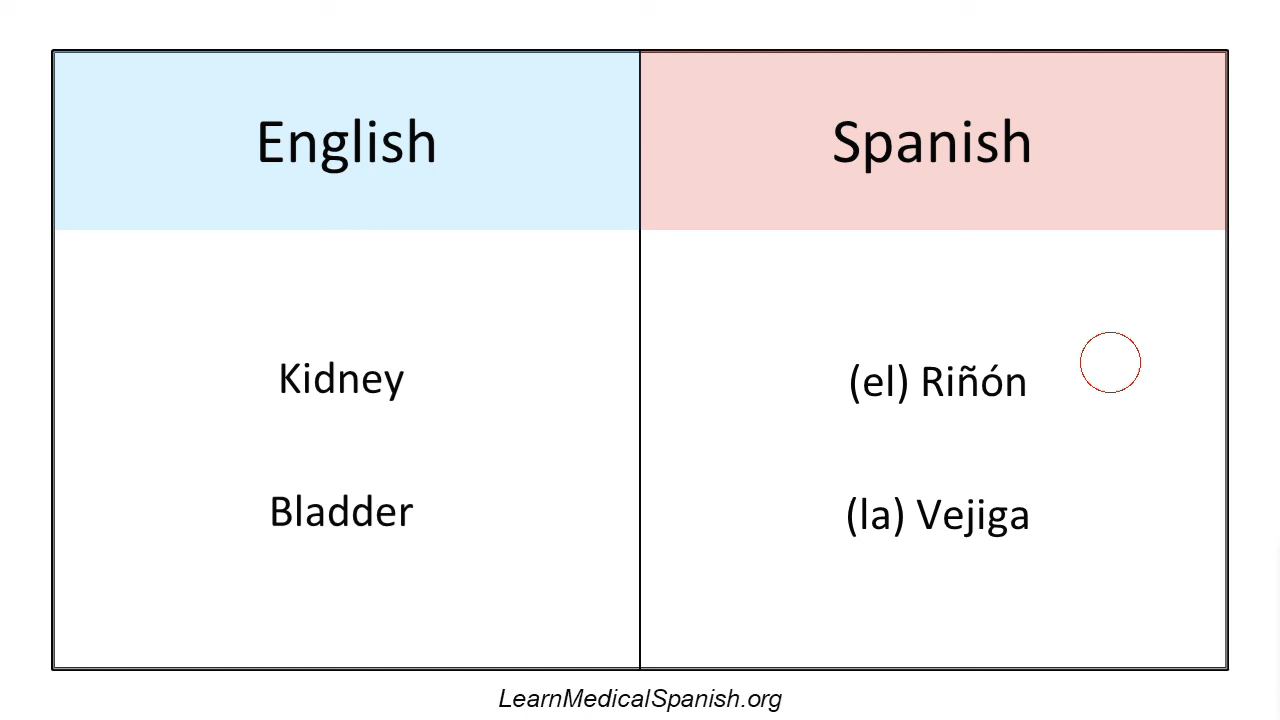 English
Spanish
Kidney
(el) Riñón
Bladder
(la) Vejiga
LearnMedicalSpanish.org